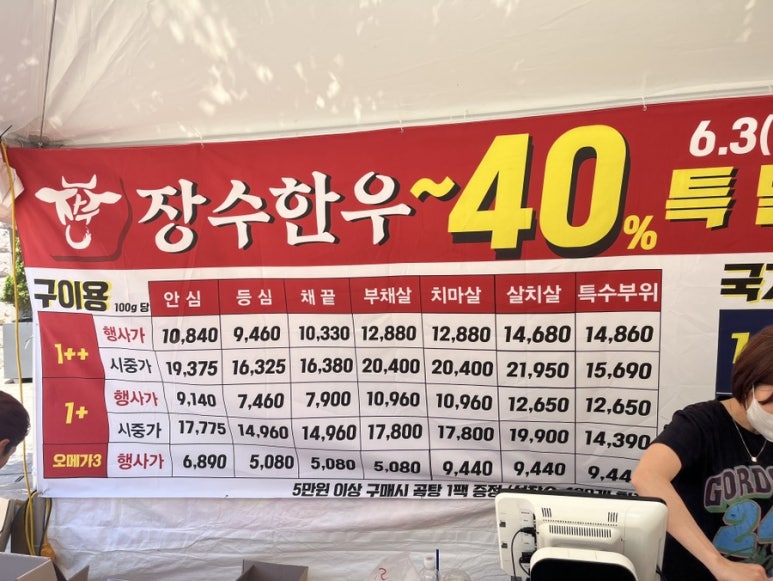 장수 장수한우 ~40% 특
6.3(
구이용 100g 당 안심 등심 채끝 부채살 치마살 살치살 특수부위
1++ 행사가 10,840 9,460 10,330 12,880 12,880 14,680 14,860
시중가 19,375 16,325 16,380 20,400 20,400 21,950 15,690
1+ 행사가 9,140 7,460 7,900 10,960 10,960 12,650 12,650
시중가 17,775 14,960 14,960 17,800 17,800 19,900 14,390
오메가3 행사가 6,890 5,080 5,080 5,080 9,440 9,440 9,44
5만원 이상 구매시 곰탕 1팩 증정
국
1
GORDON
24